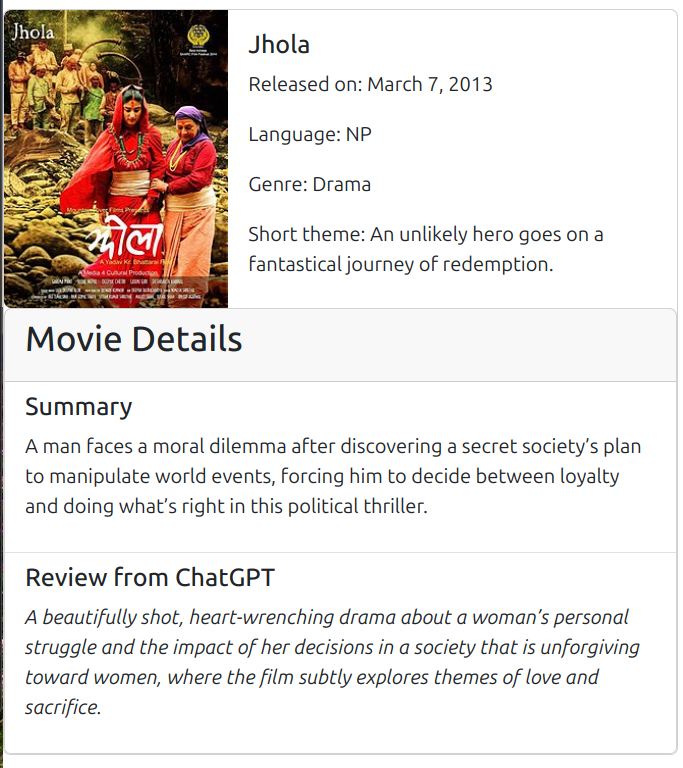 Jhola
Jhola
Released on: March 7, 2013
Language: NP
Genre: Drama
Short theme: An unlikely hero goes on a
fantastical journey of redemption.
Mountain River Films Presents
झोला
A Yadav Kr. Bhattarai Film
A Media 4 Cultural Production
Movie Details
Summary
A man faces a moral dilemma after discovering a secret society’s plan
to manipulate world events, forcing him to decide between loyalty
and doing what’s right in this political thriller.
Review from ChatGPT
A beautifully shot, heart-wrenching drama about a woman’s personal
struggle and the impact of her decisions in a society that is unforgiving
toward women, where the film subtly explores themes of love and
sacrifice.